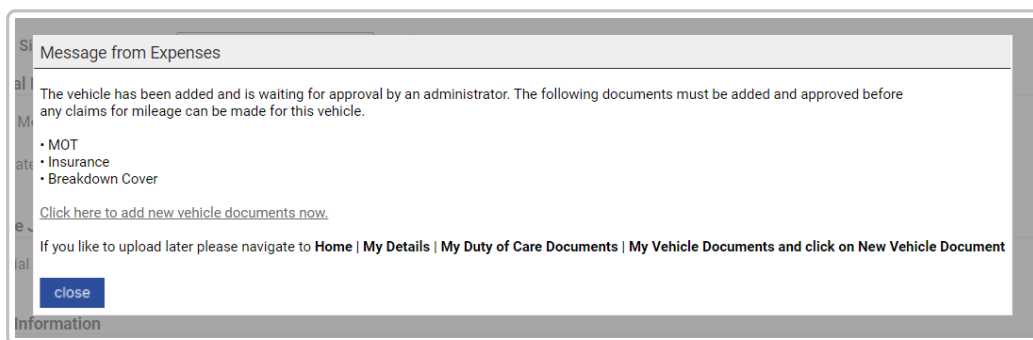 Message from Expenses
The vehicle has been added and is waiting for approval by an administrator. The following documents must be added and approved before
any claims for mileage can be made for this vehicle.
• MOT
• Insurance
• Breakdown Cover
Click here to add new vehicle documents now.
If you like to upload later please navigate to Home | My Details | My Duty of Care Documents | My Vehicle Documents and click on New Vehicle Document
close
Information